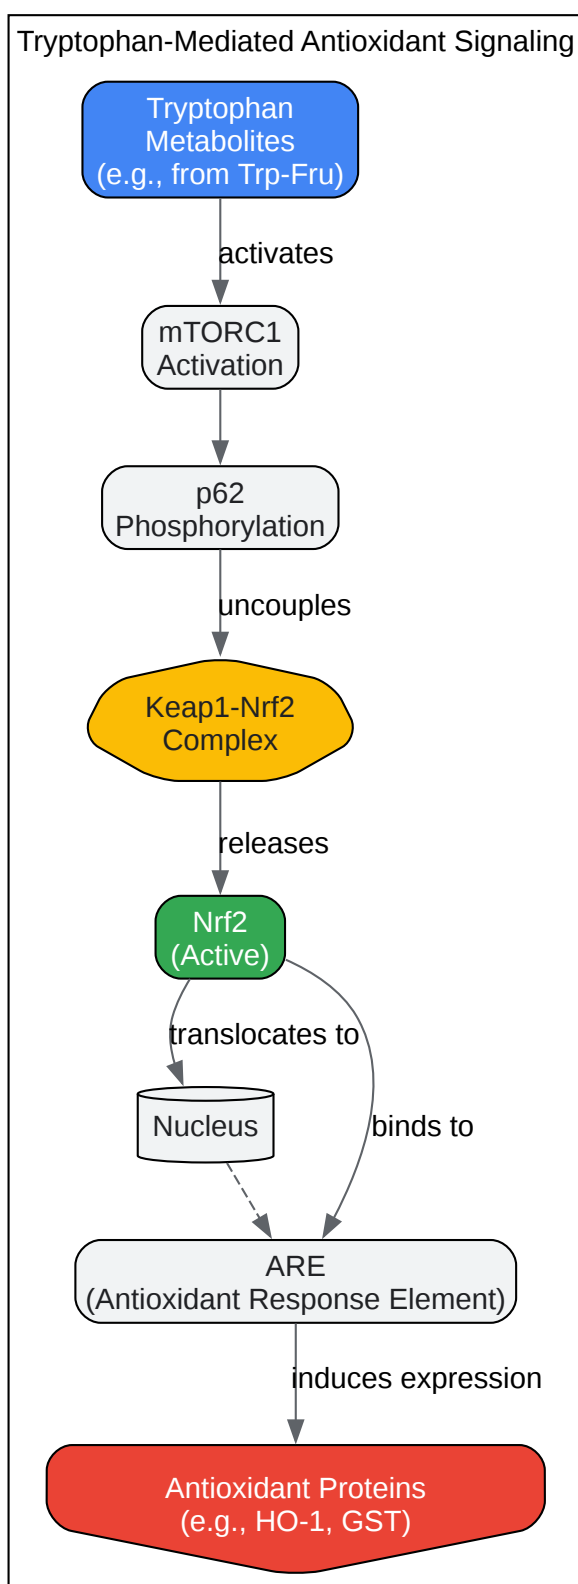 Tryptophan-Mediated Antioxidant Signaling
Tryptophan
Metabolites
(e.g., from Trp-Fru)
activates
mTORC1
Activation
p62
Phosphorylation
uncouples
Keap1-Nrf2
Complex
releases
Nrf2
(Active)
translocates to
Nucleus
binds to
ARE
(Antioxidant Response Element)
induces expression
Antioxidant Proteins
(e.g., HO-1, GST)